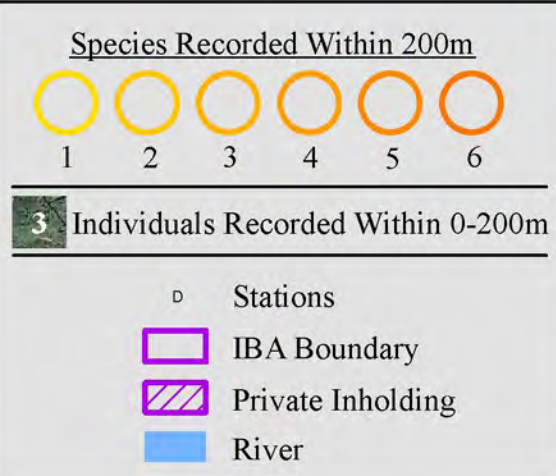 Species Recorded Within 200m
1 2 3 4 5 6
3 Individuals Recorded Within 0-200m
D Stations
IBA Boundary
Private Inholding
River